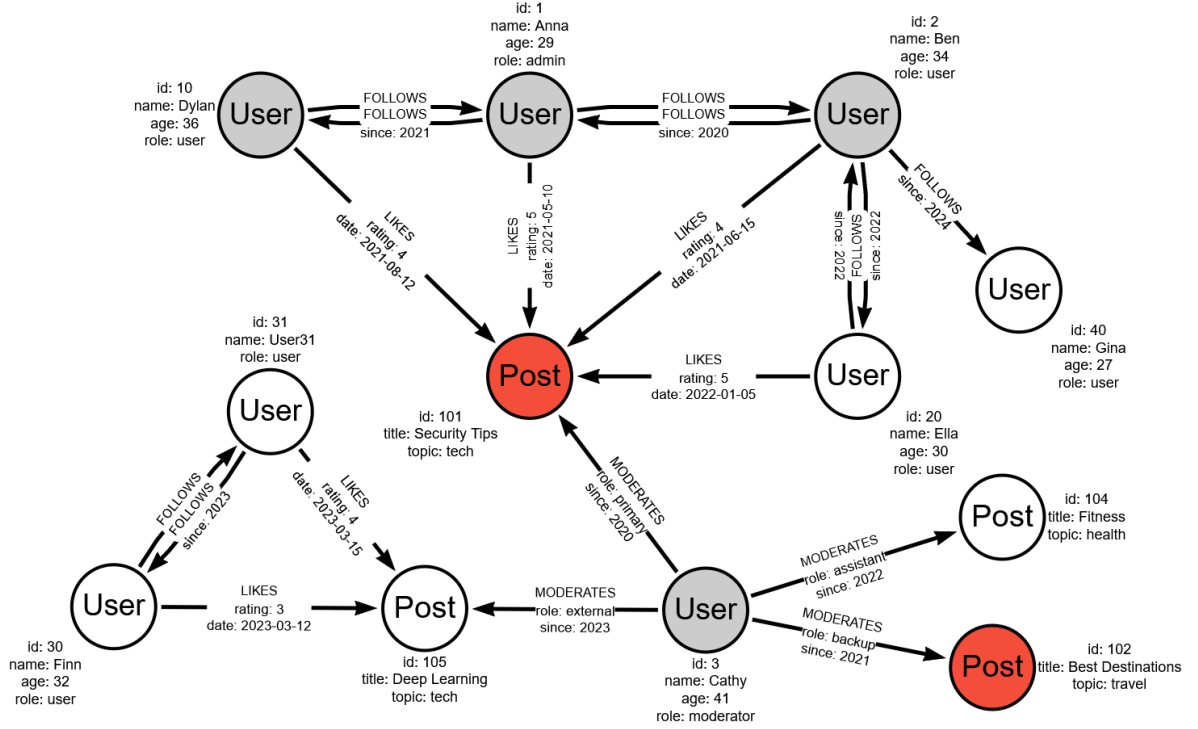 id: 1
name: Anna
age: 29
role: admin
id: 2
name: Ben
age: 34
role: user
id: 10
name: Dylan
age: 36
role: user
User
FOLLOWS
FOLLOWS
since: 2021
User
FOLLOWS
FOLLOWS
since: 2020
User
LIKES
rating: 4
date: 2021-08-12
LIKES
rating: 5
date: 2021-05-10
LIKES
rating: 4
date: 2021-06-15
since: 2022
FOLLOWS
since: 2022
FOLLOWS
since: 2024
User
id: 40
name: Gina
age: 27
role: user
id: 31
name: User31
role: user
User
Post
id: 101
title: Security Tips
topic: tech
LIKES
rating: 5
date: 2022-01-05
User
id: 20
name: Ella
age: 30
role: user
FOLLOWS
FOLLOWS
since: 2023
LIKES
rating: 4
date: 2023-03-15
MODERATES
role: primary
since: 2020
Post
id: 104
title: Fitness
topic: health
MODERATES
role: assistant
since: 2022
User
id: 30
name: Finn
age: 32
role: user
LIKES
rating: 3
date: 2023-03-12
Post
id: 105
title: Deep Learning
topic: tech
MODERATES
role: external
since: 2023
User
id: 3
name: Cathy
age: 41
role: moderator
MODERATES
role: backup
since: 2021
Post
id: 102
title: Best Destinations
topic: travel